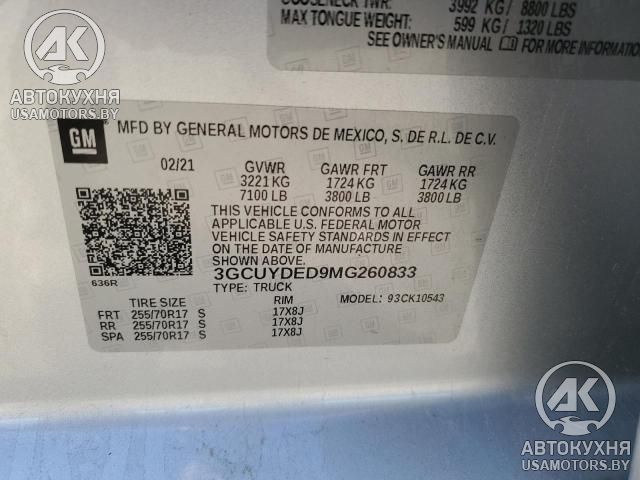 GOOSENECK TWR: 3992 KG/ 8800 LBS
MAX TONGUE WEIGHT: 599 KG/ 1320 LBS
SEE OWNER'S MANUAL FOR MORE INFORMATION
AK
АВТОКУХНЯ
USAMOTORS.BY
GM
MFD BY GENERAL MOTORS DE MEXICO, S. DE R.L. DE C.V.
02/21 GVWR GAWR FRT GAWR RR
3221 KG 1724 KG 1724 KG
7100 LB 3800 LB 3800 LB
THIS VEHICLE CONFORMS TO ALL
APPLICABLE U.S. FEDERAL MOTOR
VEHICLE SAFETY STANDARDS IN EFFECT
ON THE DATE OF MANUFACTURE
SHOWN ABOVE.
3GCUYDED9MG260833
636R
TYPE: TRUCK MODEL: 93CK10543
TIRE SIZE RIM
FRT 255/70R17 S 17X8J
RR 255/70R17 S 17X8J
SPA 255/70R17 S 17X8J
AK
АВТОКУХНЯ
USAMOTORS.BY